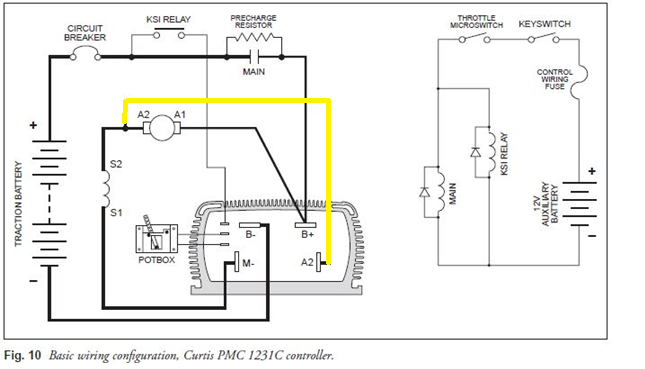 CIRCUIT
BREAKER
KSI RELAY
PRECHARGE
RESISTOR
MAIN
A2
A1
+
TRACTION BATTERY
-
S2
S1
POTBOX
B-
B+
M-
A2
THROTTLE
MICROSWITCH
KEYSWITCH
CONTROL
WIRING
FUSE
KSI RELAY
MAIN
+
12V
AUXILIARY
BATTERY
-
Fig. 10 Basic wiring configuration, Curtis PMC 1231C controller.